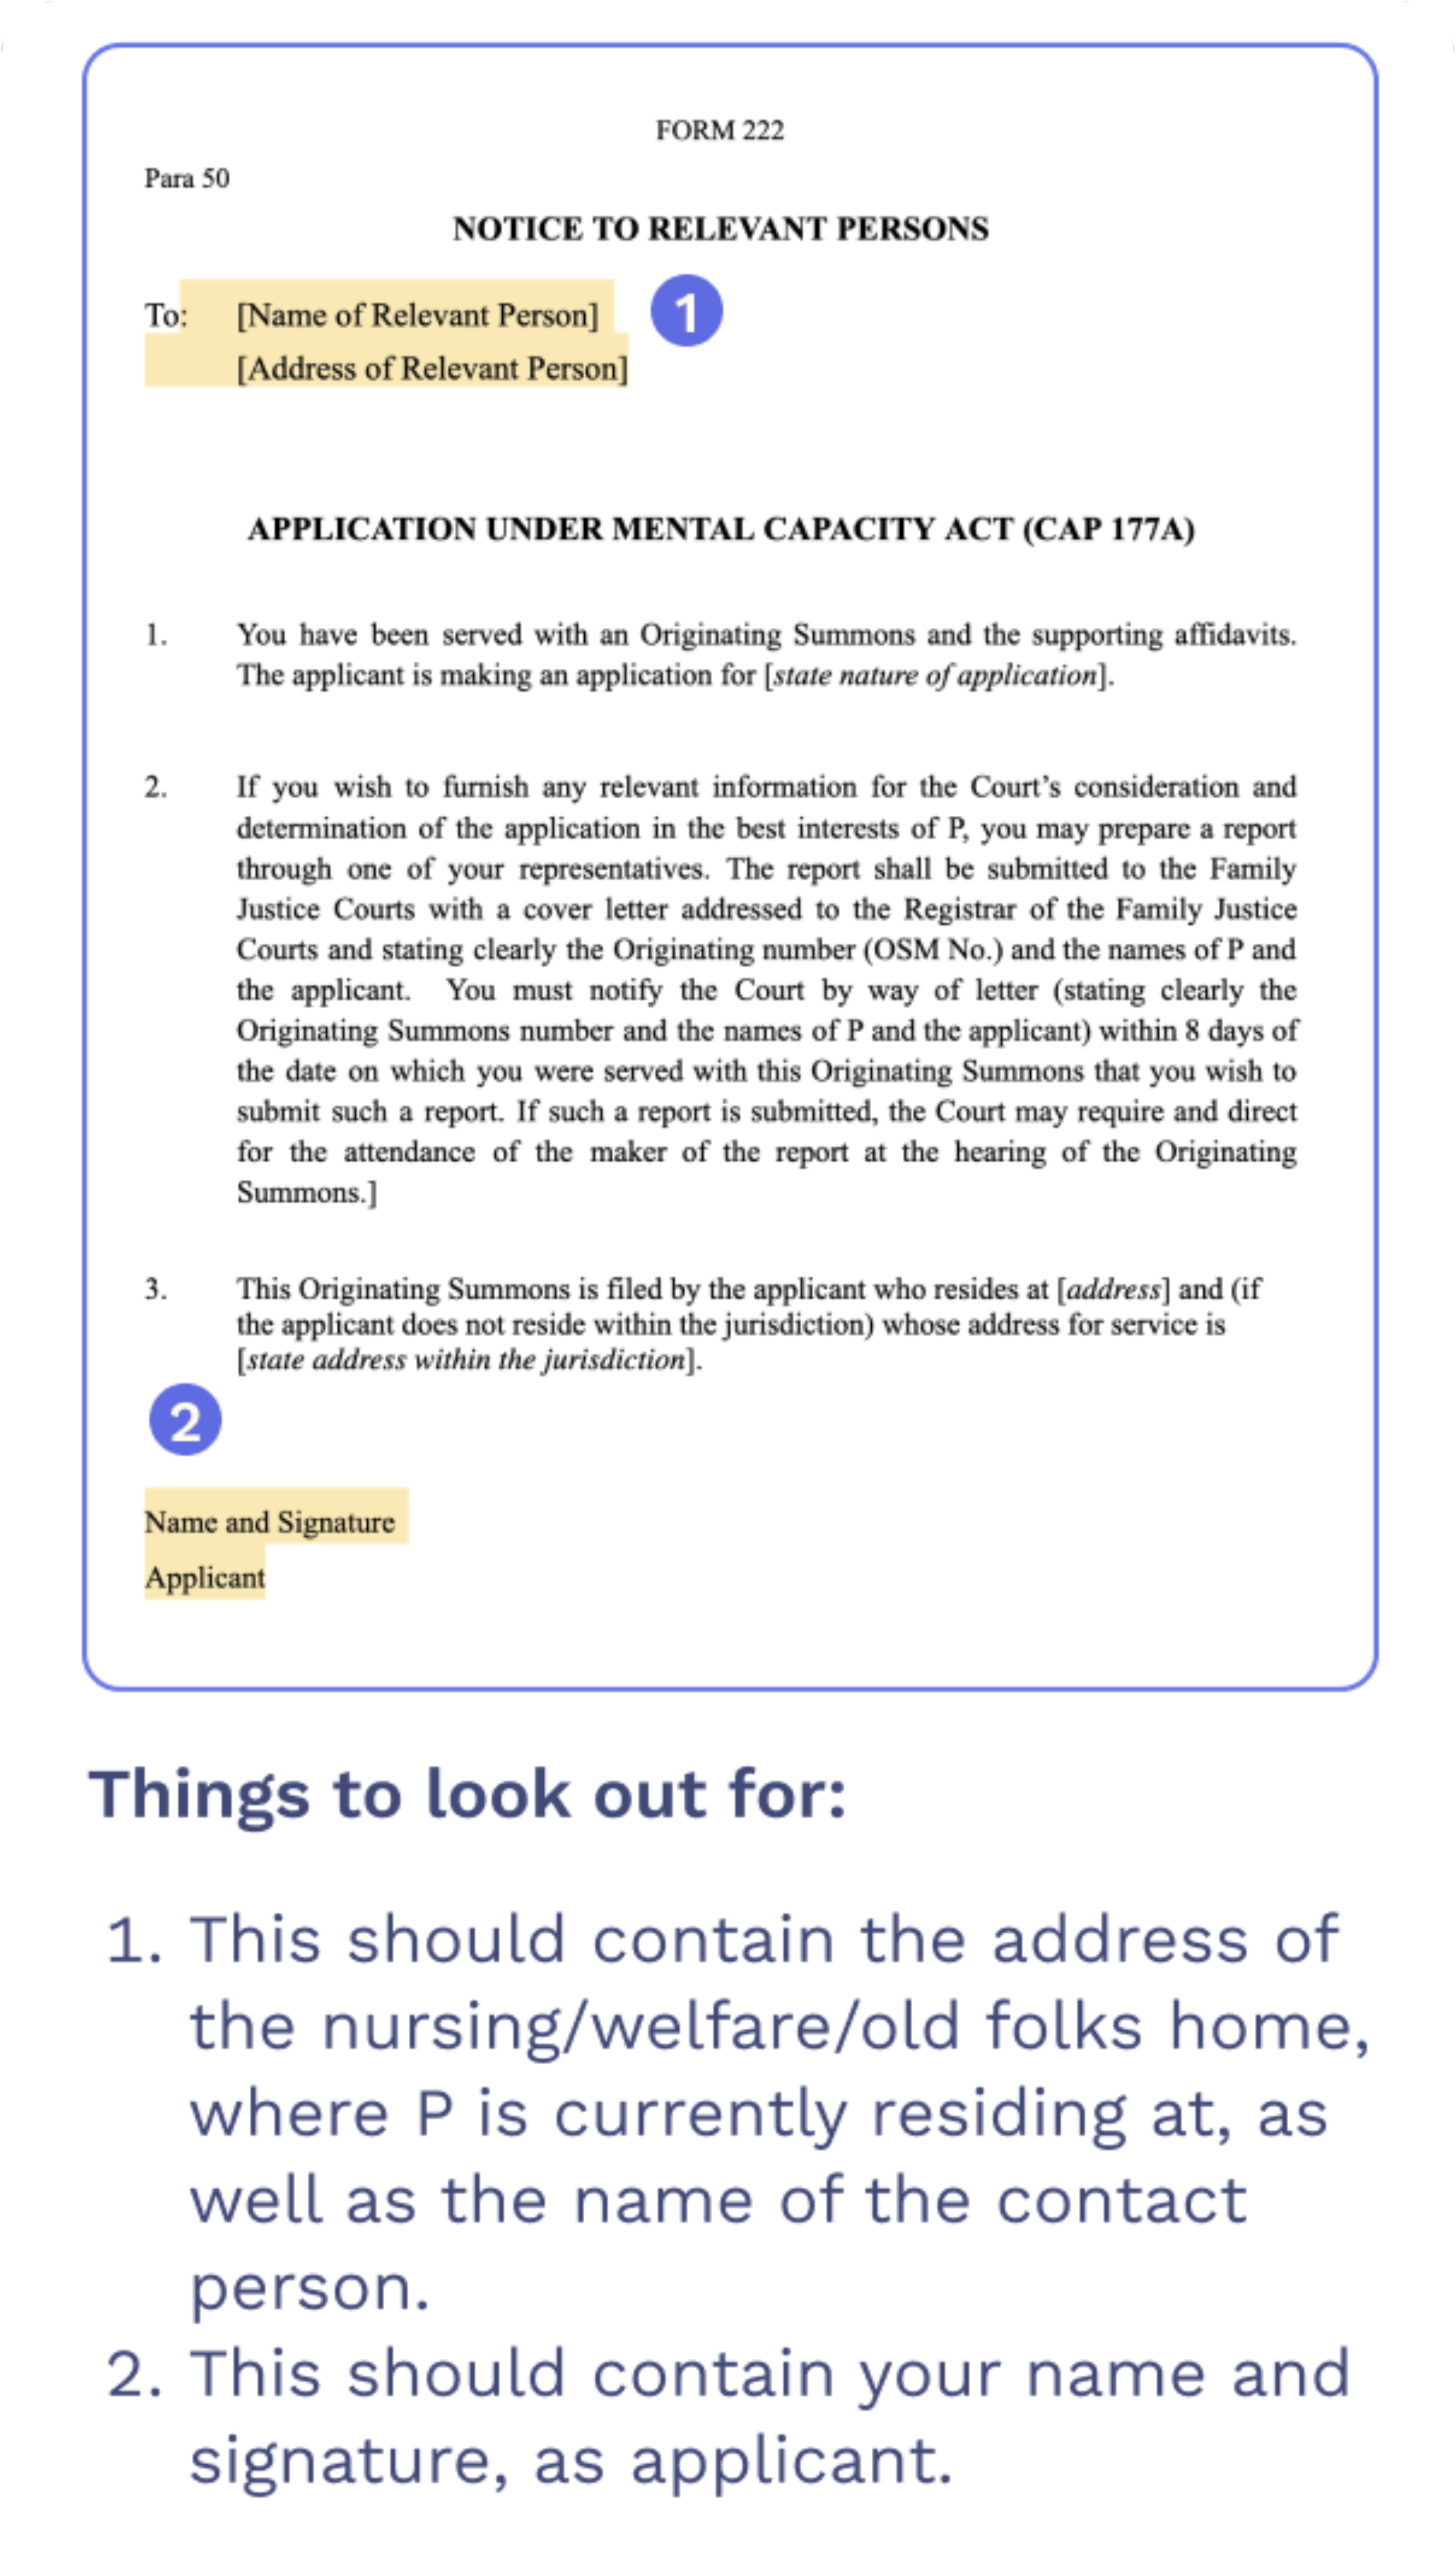 FORM 222
Para 50
NOTICE TO RELEVANT PERSONS
To: [Name of Relevant Person] 1
[Address of Relevant Person]
APPLICATION UNDER MENTAL CAPACITY ACT (CAP 177A)
1. You have been served with an Originating Summons and the supporting affidavits.
The applicant is making an application for [state nature of application].
2. If you wish to furnish any relevant information for the Court’s consideration and
determination of the application in the best interests of P, you may prepare a report
through one of your representatives. The report shall be submitted to the Family
Justice Courts with a cover letter addressed to the Registrar of the Family Justice
Courts and stating clearly the Originating number (OSM No.) and the names of P and
the applicant. You must notify the Court by way of letter (stating clearly the
Originating Summons number and the names of P and the applicant) within 8 days of
the date on which you were served with this Originating Summons that you wish to
submit such a report. If such a report is submitted, the Court may require and direct
for the attendance of the maker of the report at the hearing of the Originating
Summons.]
3. This Originating Summons is filed by the applicant who resides at [address] and (if
the applicant does not reside within the jurisdiction) whose address for service is
[state address within the jurisdiction].
2
Name and Signature
Applicant
Things to look out for:
1. This should contain the address of
the nursing/welfare/old folks home,
where P is currently residing at, as
well as the name of the contact
person.
2. This should contain your name and
signature, as applicant.